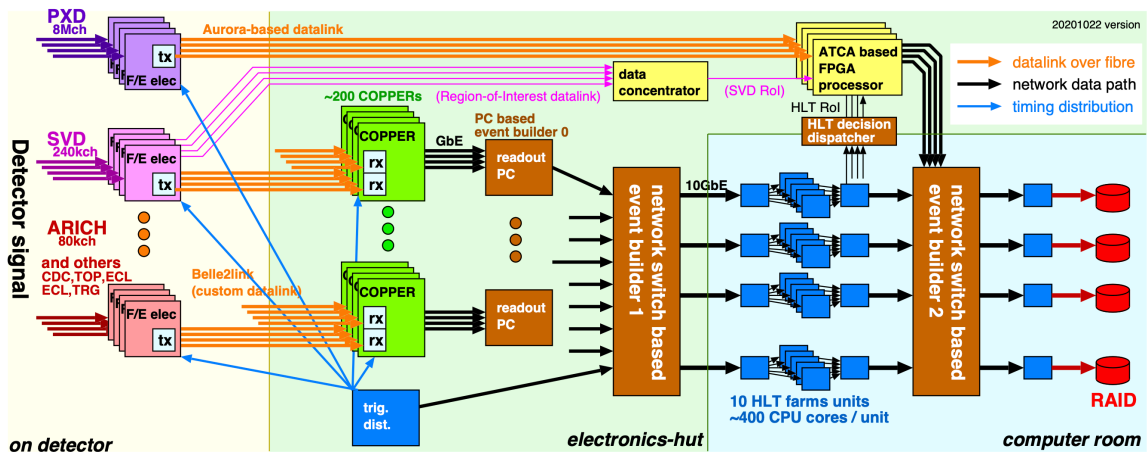 PXD
8Mch
F/E elec
tx
Aurora-based datalink
20201022 version
ATCA based
FPGA
processor
datalink over fibre
network data path
timing distribution
data
concentrator
(Region-of-Interest datalink)
(SVD RoI)
HLT RoI
HLT decision
dispatcher
SVD
240kch
F/E elec
tx
~200 COPPERs
COPPER
rx
rx
GbE
PC based
event builder 0
readout
PC
Detector signal
ARICH
80kch
and others
CDC,TOP,ECL
ECL,TRG
F/E elec
tx
Belle2link
(custom datalink)
COPPER
rx
rx
readout
PC
network switch based
event builder 1
10GbE
network switch based
event builder 2
trig.
dist.
10 HLT farms units
~400 CPU cores / unit
RAID
on detector
electronics-hut
computer room